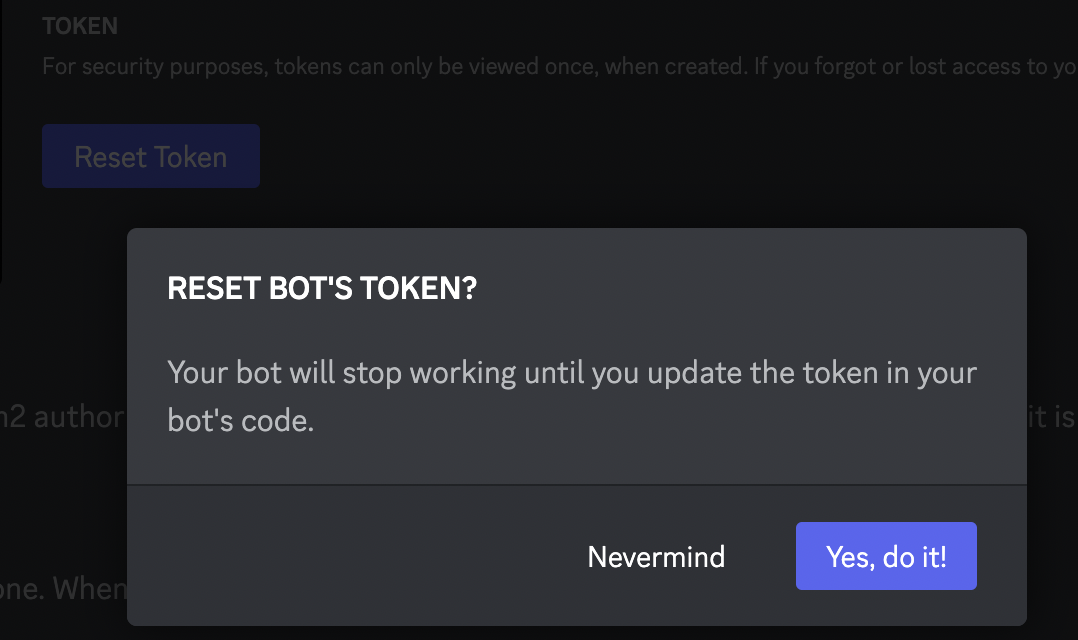 TOKEN
For security purposes, tokens can only be viewed once, when created. If you forgot or lost access to yo
Reset Token
RESET BOT'S TOKEN?
Your bot will stop working until you update the token in your
bot's code.
n2 author
it is
one. When
Nevermind
Yes, do it!